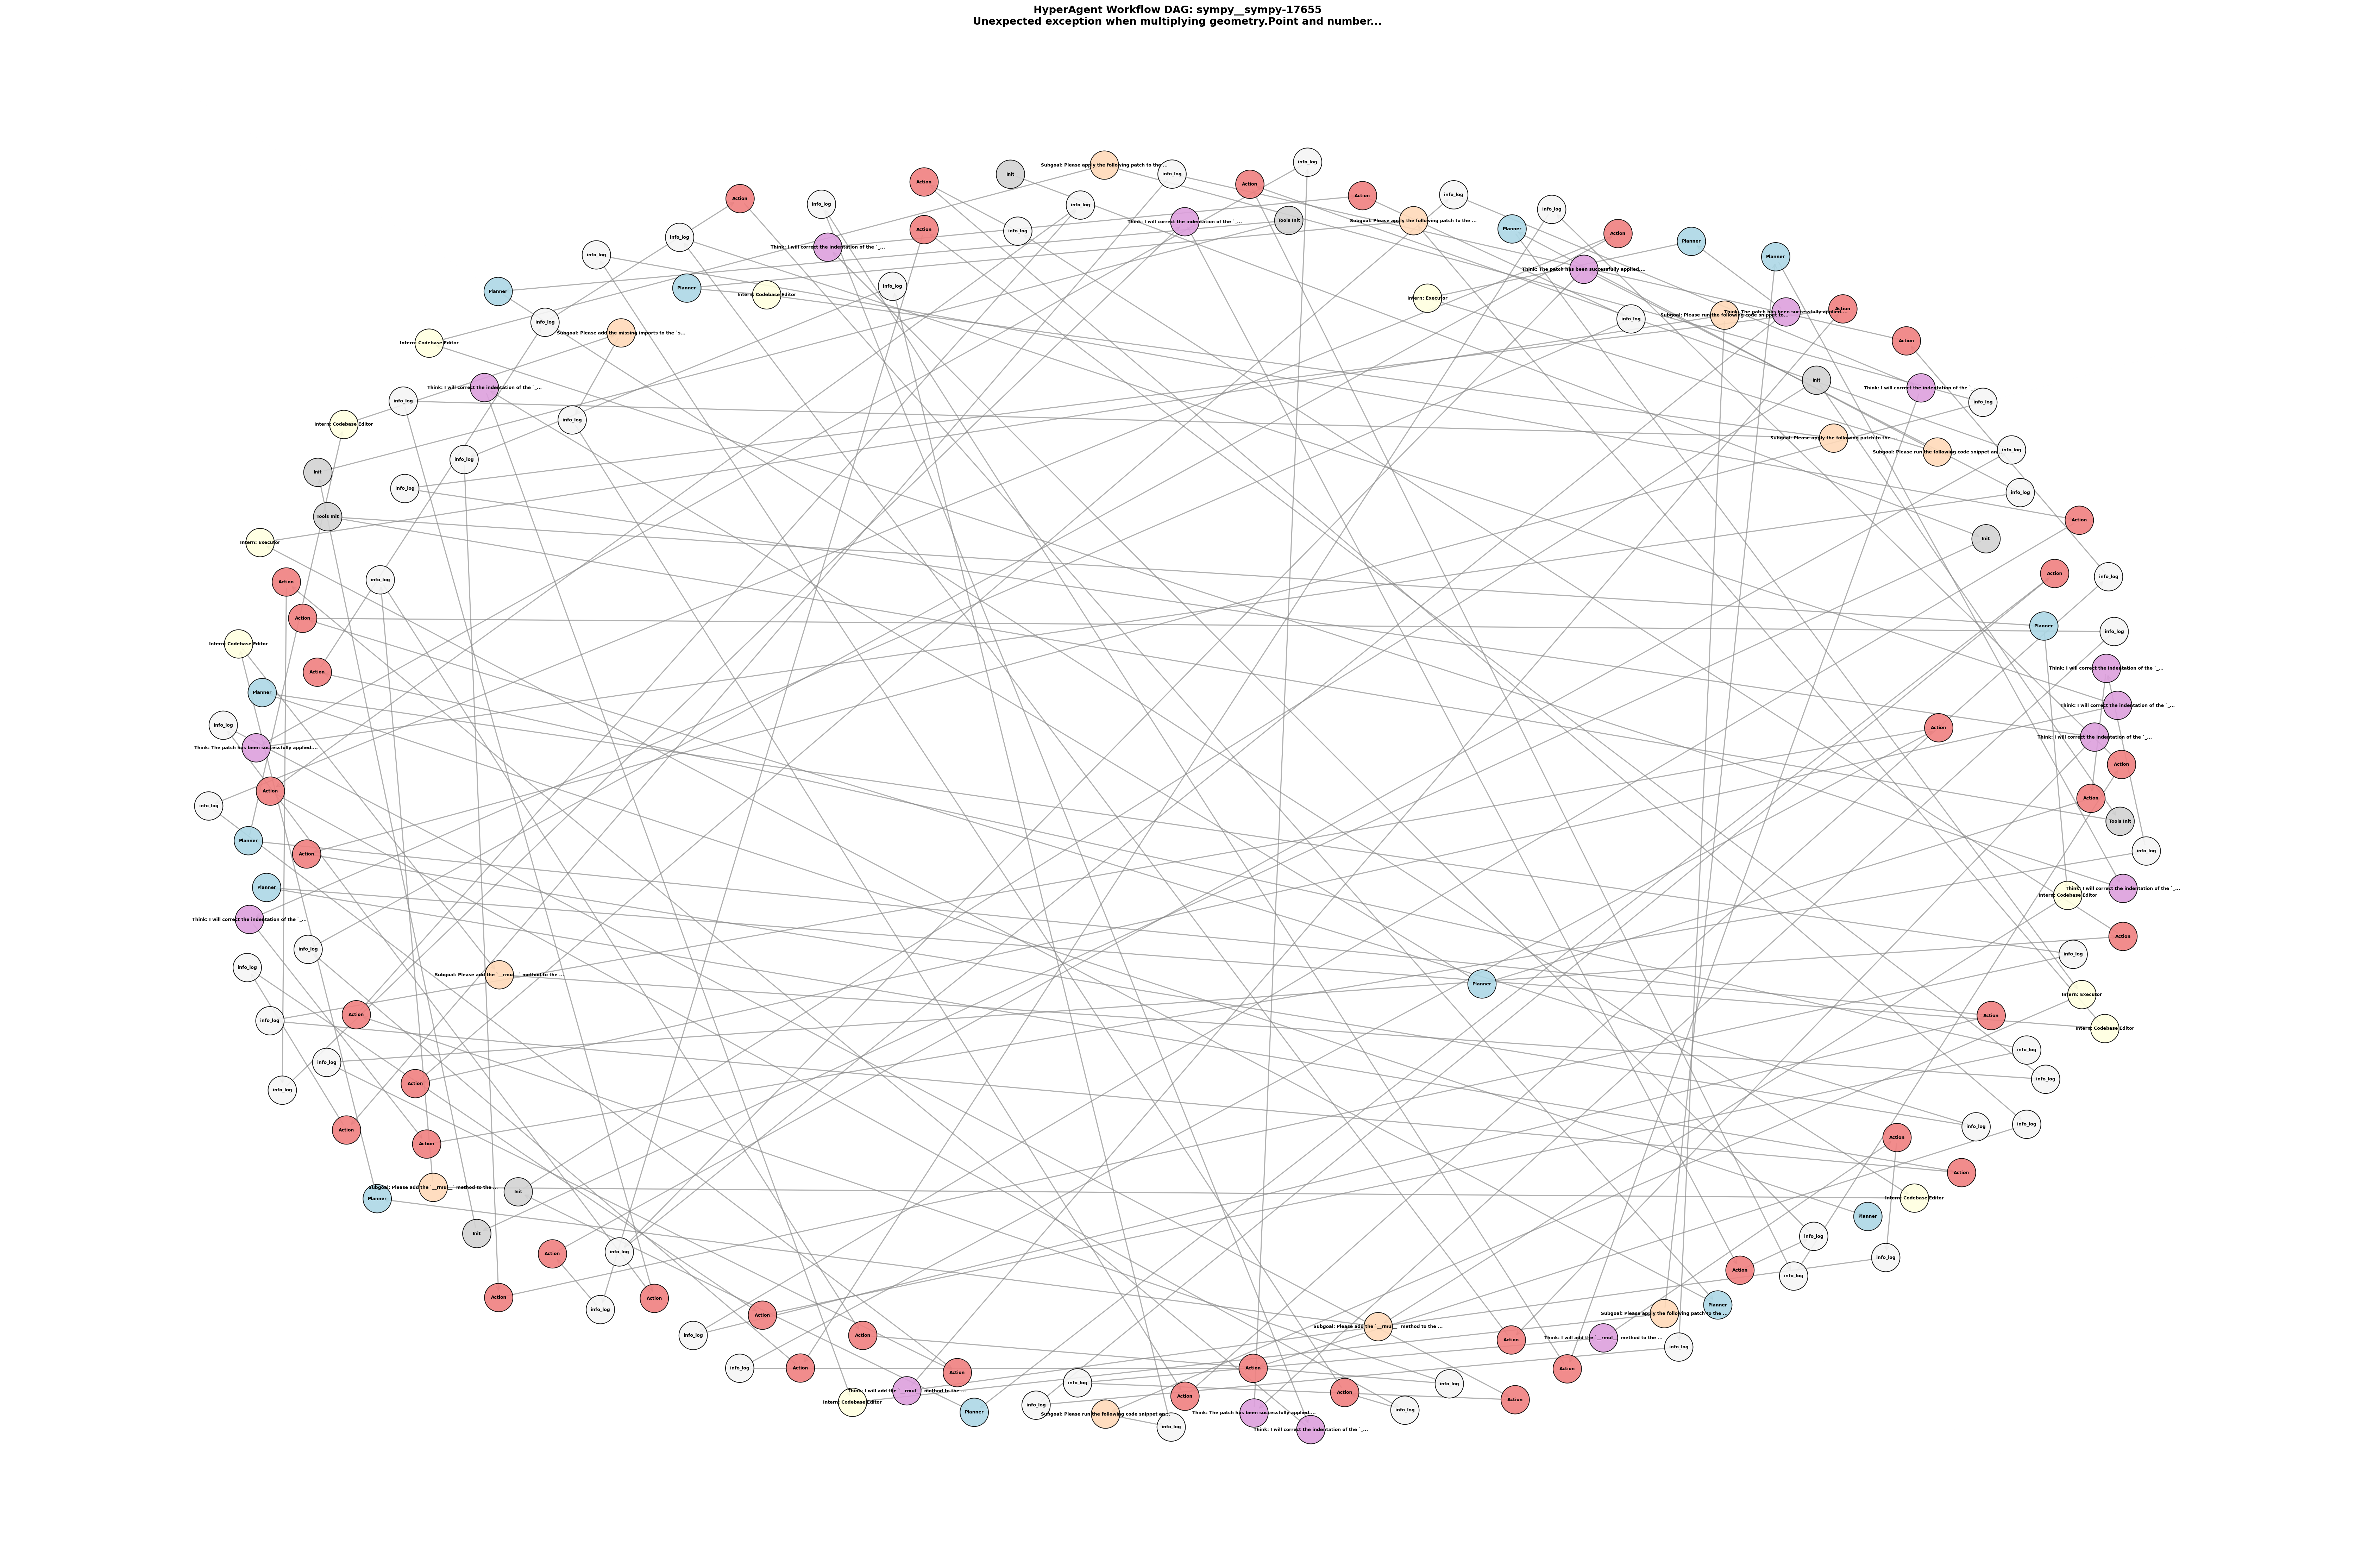 HyperAgent Workflow DAG: sympy__sympy-17655
Unexpected exception when multiplying geometry.Point and number...
info_log
Subgoal: Please apply the following patch to the ...
Init
info_log
Action
Action
Action
info_log
Action
info_log
info_log
info_log
Subgoal: Please apply the following patch to the ...
Tools Init
Think: I will correct the indentation of the `_...
Planner
Action
info_log
Action
info_log
Planner
Think: I will correct the indentation of the `_...
info_log
Planner
Think: The patch has been successfully applied....
info_log
Planner
Planner
Intern: Codebase Editor
Intern: Executor
Action
Think: The patch has been successfully applied....
Subgoal: Please run the following code snippet to...
info_log
info_log
Subgoal: Please add the missing imports to the `s...
Action
Intern: Codebase Editor
Init
Think: I will correct the indentation of the `_...
Think: I will correct the indentation of the `_...
info_log
info_log
info_log
Intern: Codebase Editor
Subgoal: Please apply the following patch to the ...
info_log
Subgoal: Please run the following code snippet an...
info_log
Init
info_log
info_log
Tools Init
Action
Init
Intern: Executor
Action
info_log
info_log
Action
Action
Planner
info_log
Intern: Codebase Editor
Think: I will correct the indentation of the `_...
Action
Planner
Think: I will correct the indentation of the `_...
info_log
Action
Think: I will correct the indentation of the `_...
Think: The patch has been successfully applied....
Action
Action
Action
info_log
Tools Init
Planner
info_log
Action
Planner
Think: I will correct the indentation of the `_...
Intern: Codebase Editor
Think: I will correct the indentation of the `_...
Action
info_log
info_log
info_log
Subgoal: Please add the `__rmul__` method to the ...
Planner
Intern: Executor
Action
Action
info_log
Intern: Codebase Editor
info_log
info_log
info_log
Action
info_log
info_log
info_log
Action
Action
Action
Action
Subgoal: Please add the `__rmul__` method to the ...
Init
Planner
Intern: Codebase Editor
Planner
Init
info_log
info_log
Action
info_log
Action
info_log
Action
Action
Planner
info_log
Action
Subgoal: Please apply the following patch to the ...
Subgoal: Please add the `__rmul__` method to the ...
info_log
Action
Think: I will add the `__rmul__` method to the ...
Action
info_log
info_log
Action
Action
Action
Action
info_log
info_log
Think: I will add the `__rmul__` method to the ...
Action
Action
Action
Intern: Codebase Editor
info_log
info_log
Planner
Think: The patch has been successfully applied....
Subgoal: Please run the following code snippet an...
info_log
Think: I will correct the indentation of the `_...